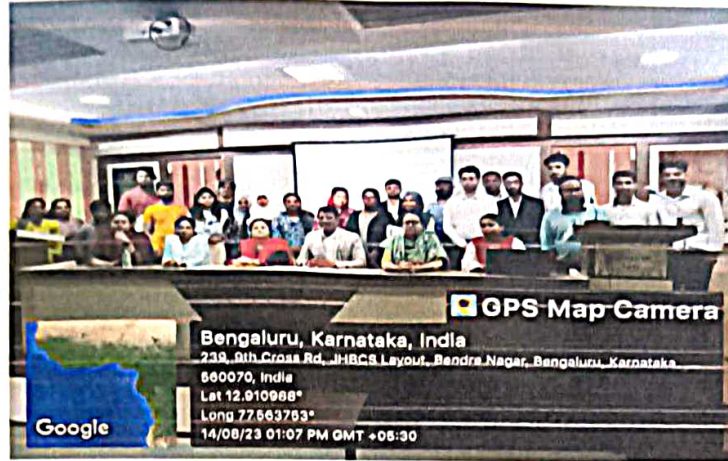 GPS Map Camera
Bengaluru, Karnataka, India
239, 9th Cross Rd, JHBCS Layout, Bendre Nagar, Bengaluru, Karnataka
560070, India
Lat 12.910988°
Long 77.563753°
14/08/23 01:07 PM GMT +05:30
Google